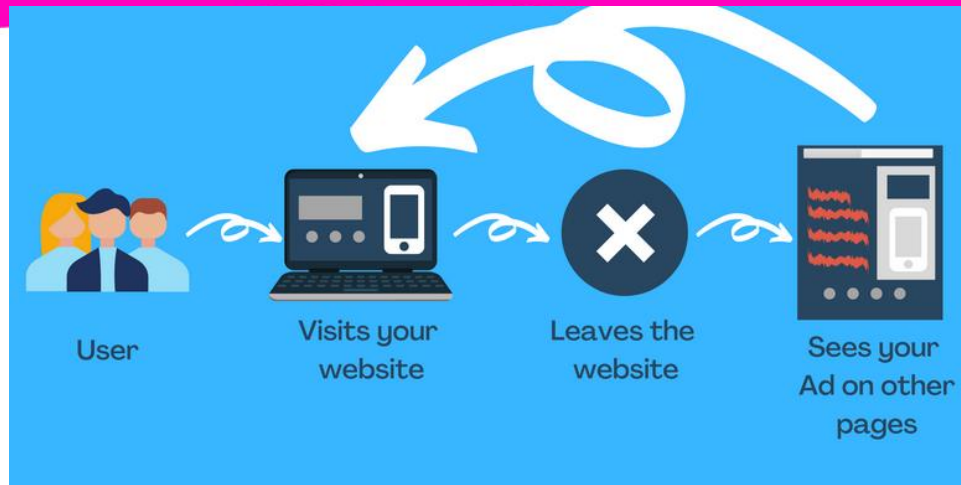 User
Visits your
website
Leaves the
website
Sees your
Ad on other
pages